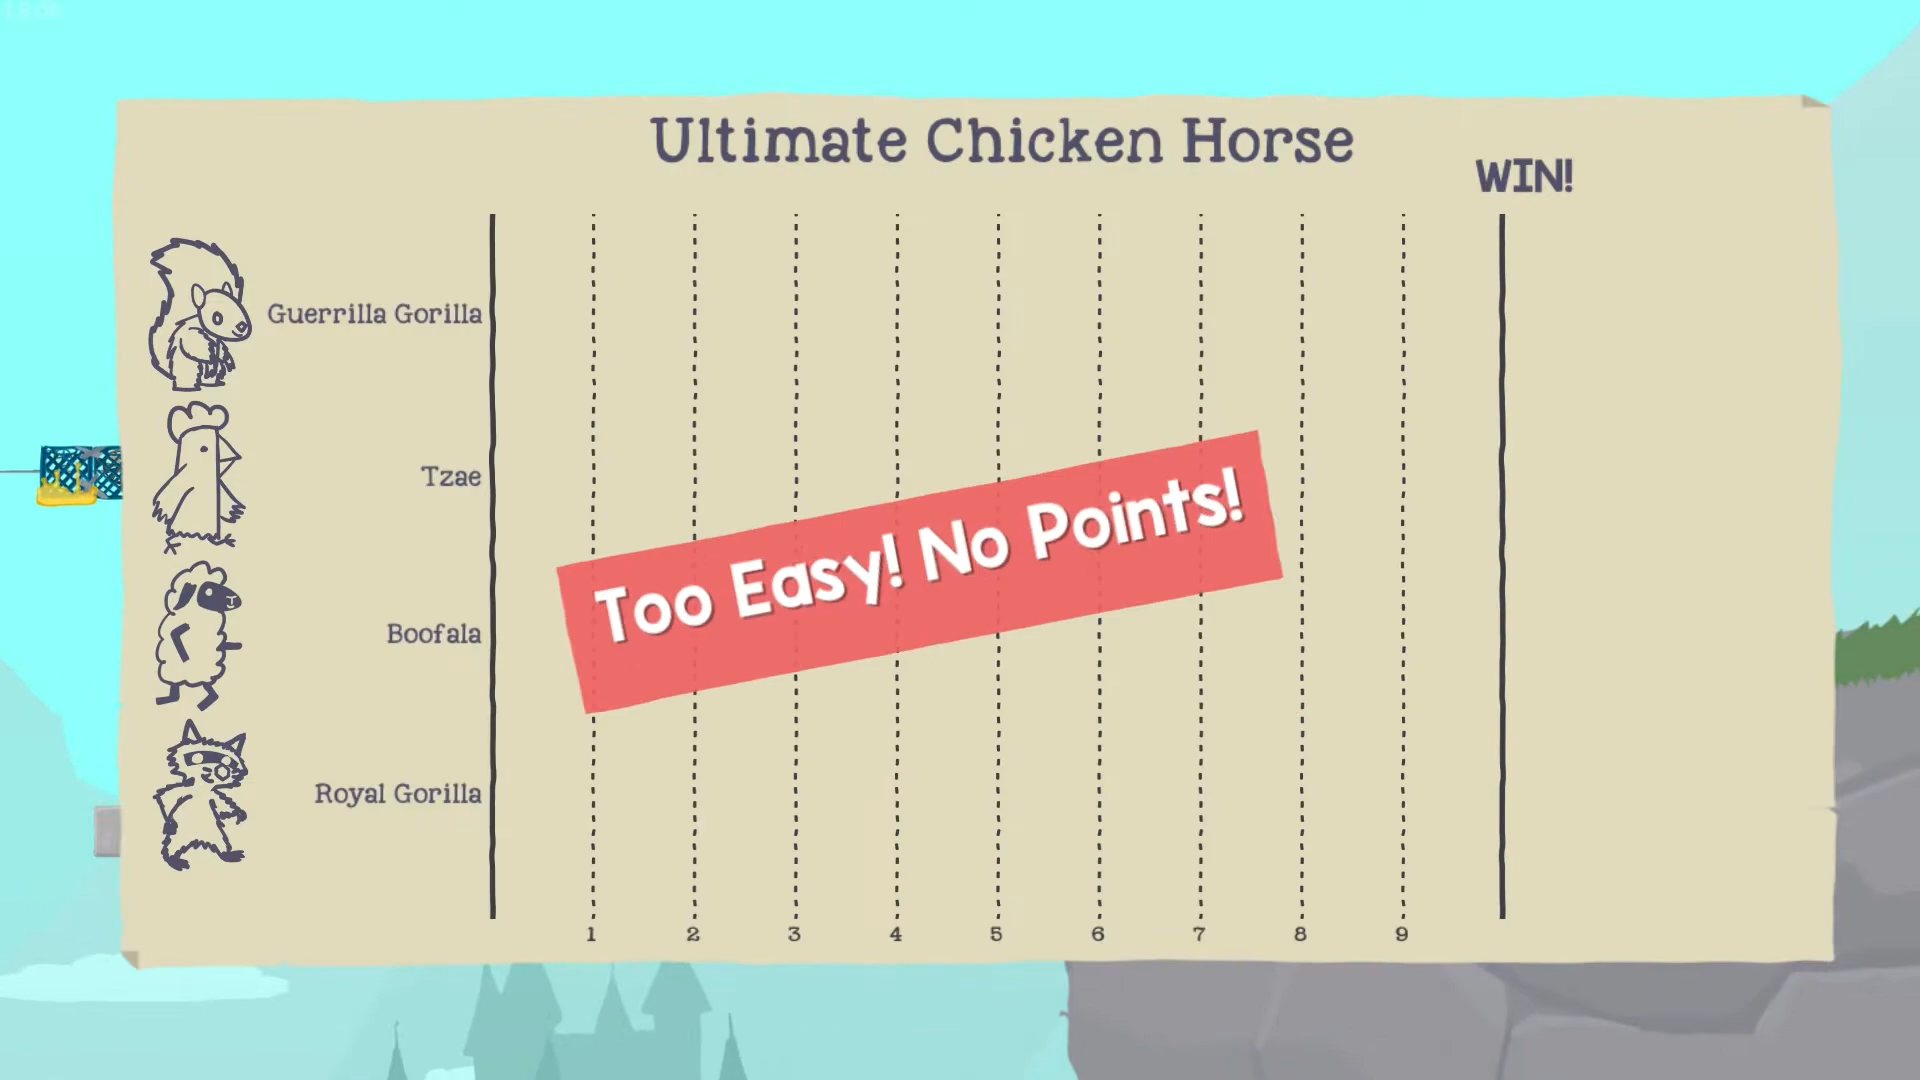 Ultimate Chicken Horse
WIN!
Guerrilla Gorilla
Tzae
Boofala
Royal Gorilla
Too Easy! No Points!
1 2 3 4 5 6 7 8 9